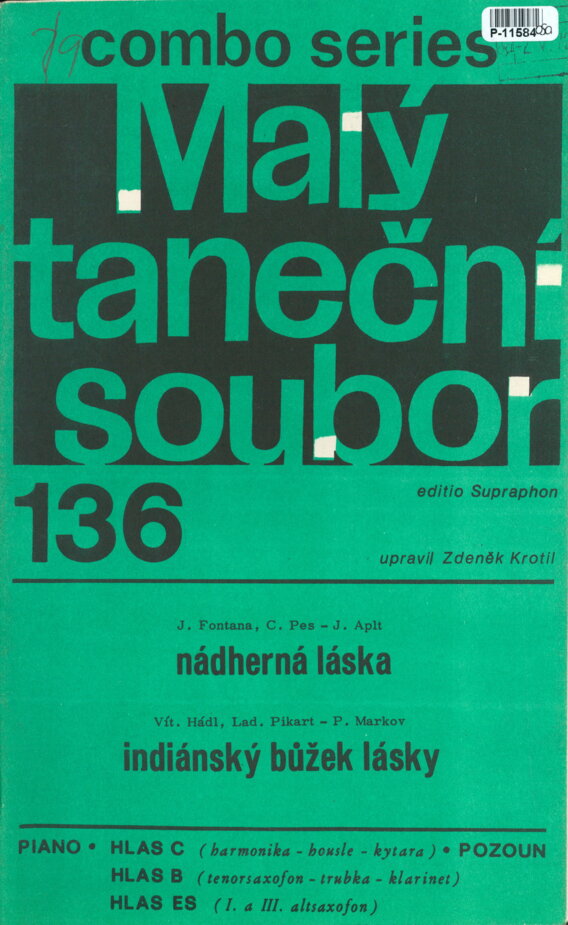 combo series
P-11584
Malý
taneční
soubor
136
editio Supraphon
upravil Zdeněk Krotil
J. Fontana, C. Pes – J. Aplt
nádherná láska
Vít. Hádl, Lad. Pikart – P. Markov
indiánský bůžek lásky
PIANO • HLAS C (harmonika - housle - kytara) • POZOUN
HLAS B (tenorsaxofon - trubka - klarinet)
HLAS ES (I. a III. altsaxofon)